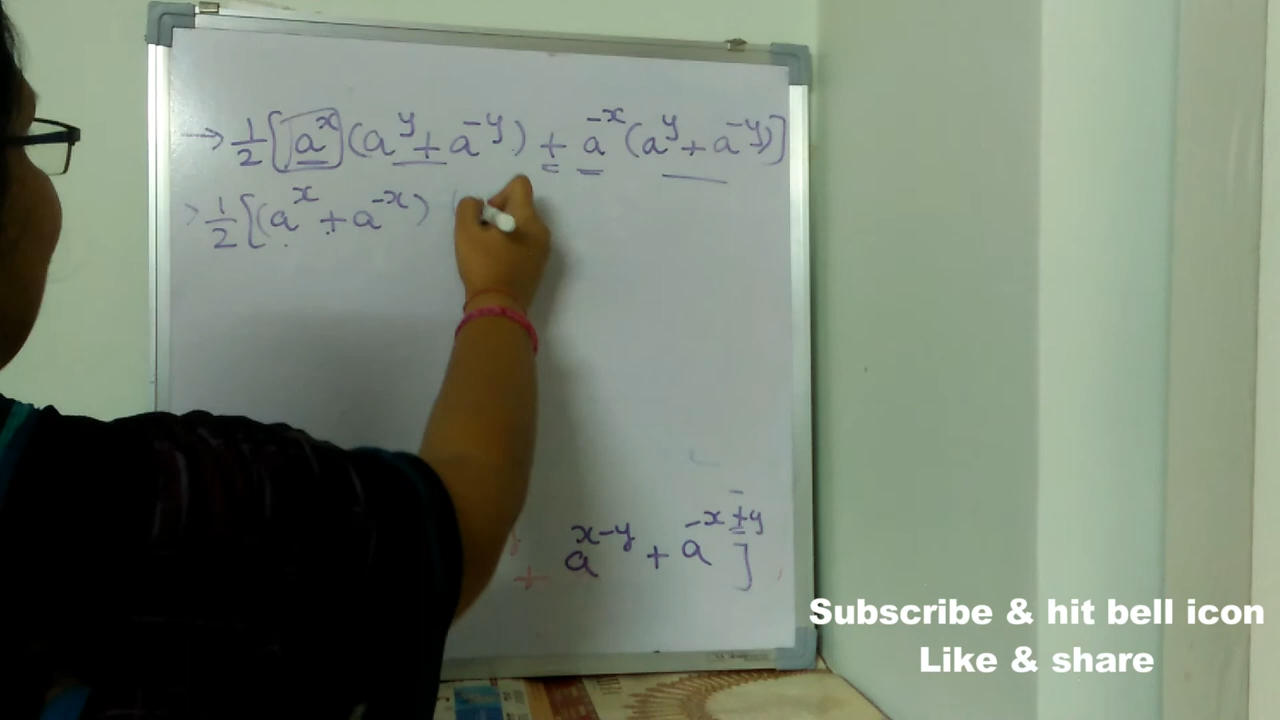 → 1/2 [a^x (a^y + a^-y) + a^-x (a^y + a^-y)]
> 1/2 [(a^x + a^-x) (
+ a^x-y + a^-x+y ]
Subscribe & hit bell icon
Like & share